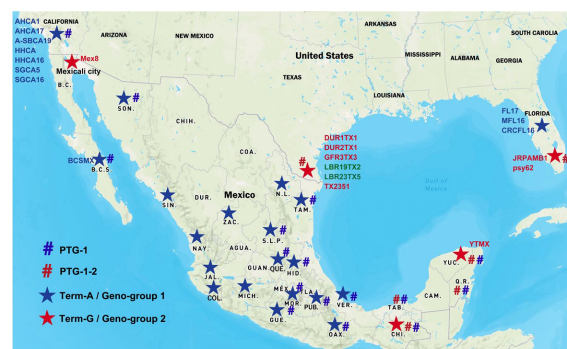 AHCA1
AHCA17
A-SBCA19
HHCA
HHCA16
SGCA5
SGCA16
CALIFORNIA
#
Mex8
Mexicali city
B.C.
ARIZONA
NEW MEXICO
United States
TEXAS
ARKANSAS
LOUISIANA
MISSISSIPPI
ALABAMA
GEORGIA
SOUTH CAROLINA
FLORIDA
FL17
MFL16
CRCFL16
#
JRPAMB1
psy62
#
SON.
#
CHIH.
COA.
BCSMX
#
B.C.S
DUR1TX1
DUR2TX1
GFR3TX3
LBR19TX2
LBR23TX5
TX2351
#
N.L.
TAM.
#
SIN.
DUR.
Mexico
ZAC.
S.L.P.
#
NAY.
AGUA.
GUAN.
QUE.
#
HID.
#
JAL.
COL.
MICH.
MÉX
#
MOR.
TLA.
PUB.
#
GUE.
#
VER.
#
OAX.
#
TAB.
##
CHI.
##
CAM.
YTMX
YUC.
##
Q.R.
##
Gulf of
Mexico
# PTG-1
# PTG-1-2
Term-A / Geno-group 1
Term-G / Geno-group 2